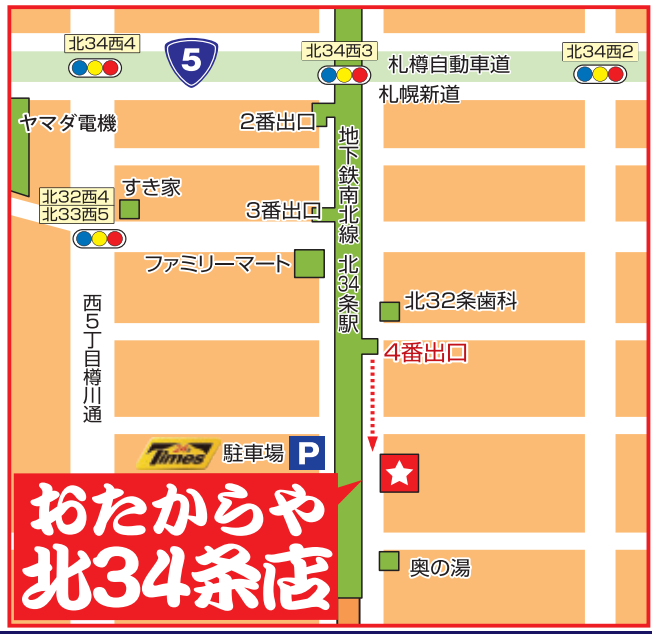 北34西4
5
北34西3
北34西2
札樽自動車道
札幌新道
ヤマダ電機
2番出口
地下鉄南北線 北34条駅
すき家
北32西4
北33西5
3番出口
ファミリーマート
北32条歯科
西5丁目樽川通
4番出口
24h
Times
駐車場
P
おたからや
北34条店
奥の湯